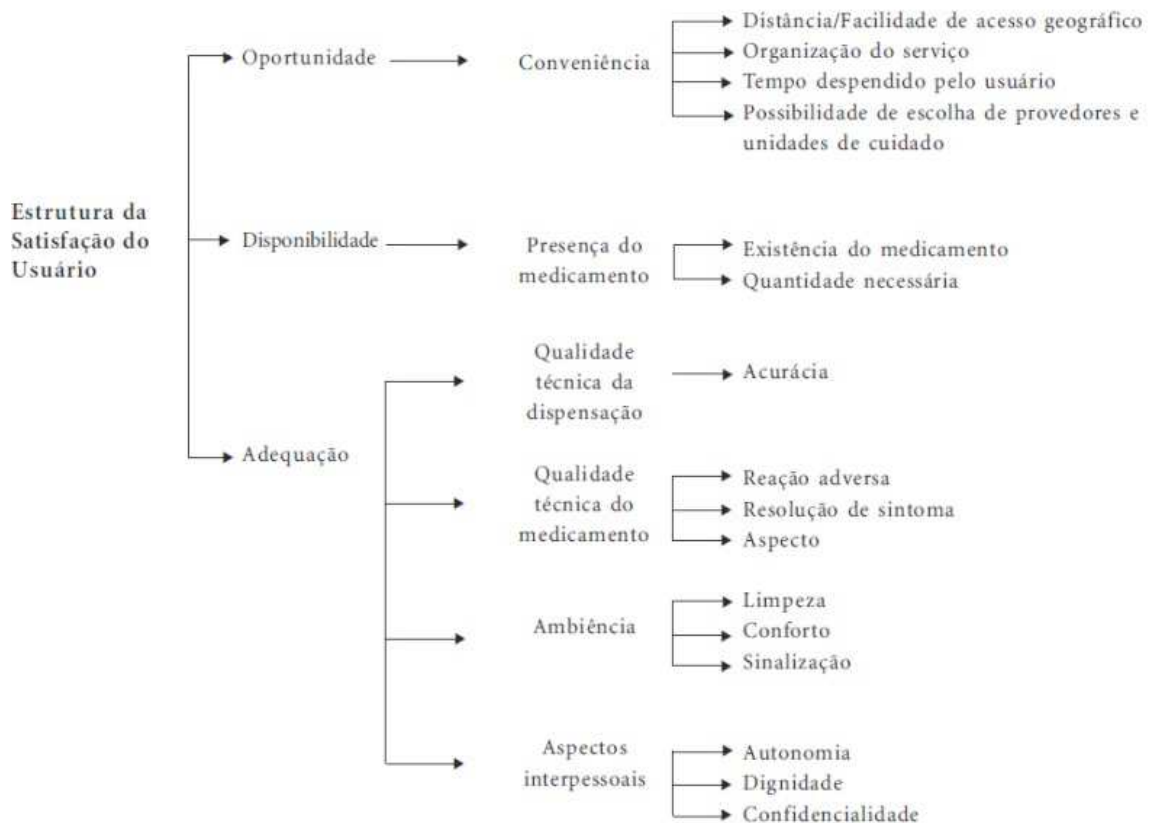 Estrutura da
Satisfação do
Usuário
Oportunidade
Conveniência
Distância/Facilidade de acesso geográfico
Organização do serviço
Tempo despendido pelo usuário
Possibilidade de escolha de provedores e
unidades de cuidado
Disponibilidade
Presença do
medicamento
Existência do medicamento
Quantidade necessária
Adequação
Qualidade
técnica da
dispensação
Acurácia
Qualidade
técnica do
medicamento
Reação adversa
Resolução de sintoma
Aspecto
Ambiência
Limpeza
Conforto
Sinalização
Aspectos
interpessoais
Autonomia
Dignidade
Confidencialidade